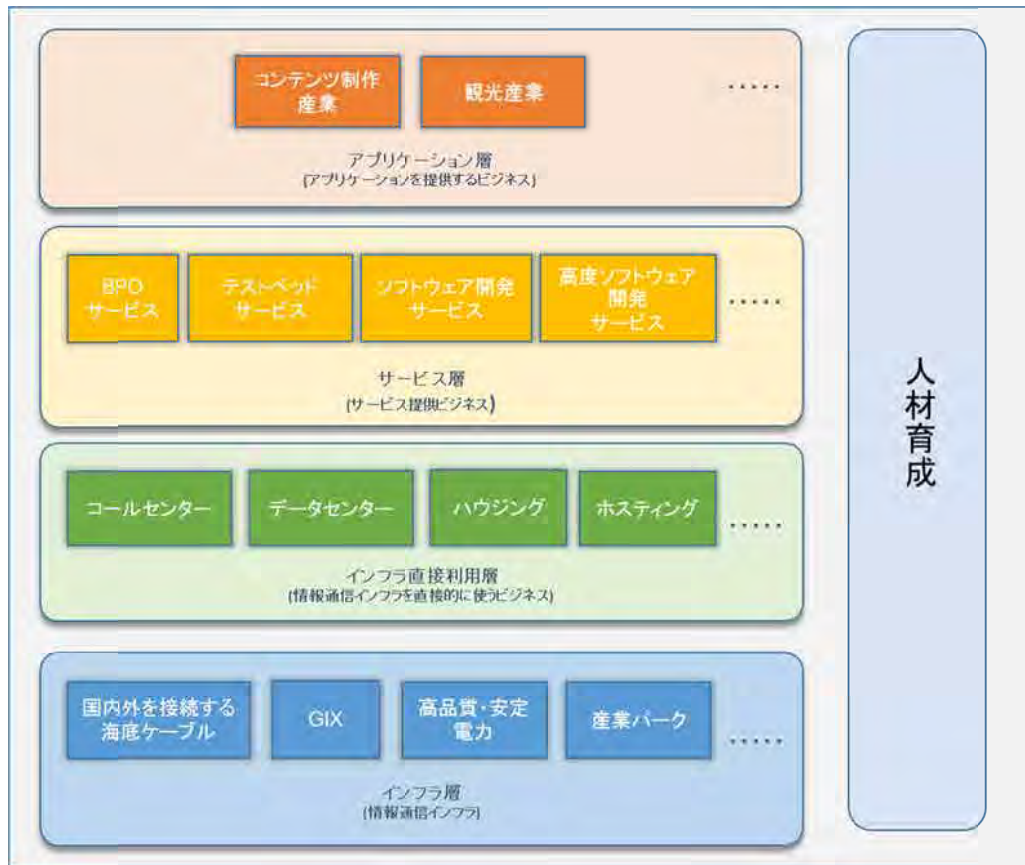 コンテンツ制作
産業
観光産業
・・・・・
アプリケーション層
(アプリケーションを提供するビジネス)
BPO
サービス
テストベッド
サービス
ソフトウェア開発
サービス
高度ソフトウェア
開発
サービス
・・・・・
サービス層
(サービス提供ビジネス)
コールセンター
データセンター
ハウジング
ホスティング
・・・・・
インフラ直接利用層
(情報通信インフラを直接的に使うビジネス)
国内外を接続する
海底ケーブル
GIX
高品質・安定
電力
産業パーク
・・・・・
インフラ層
(情報通信インフラ)
人材育成